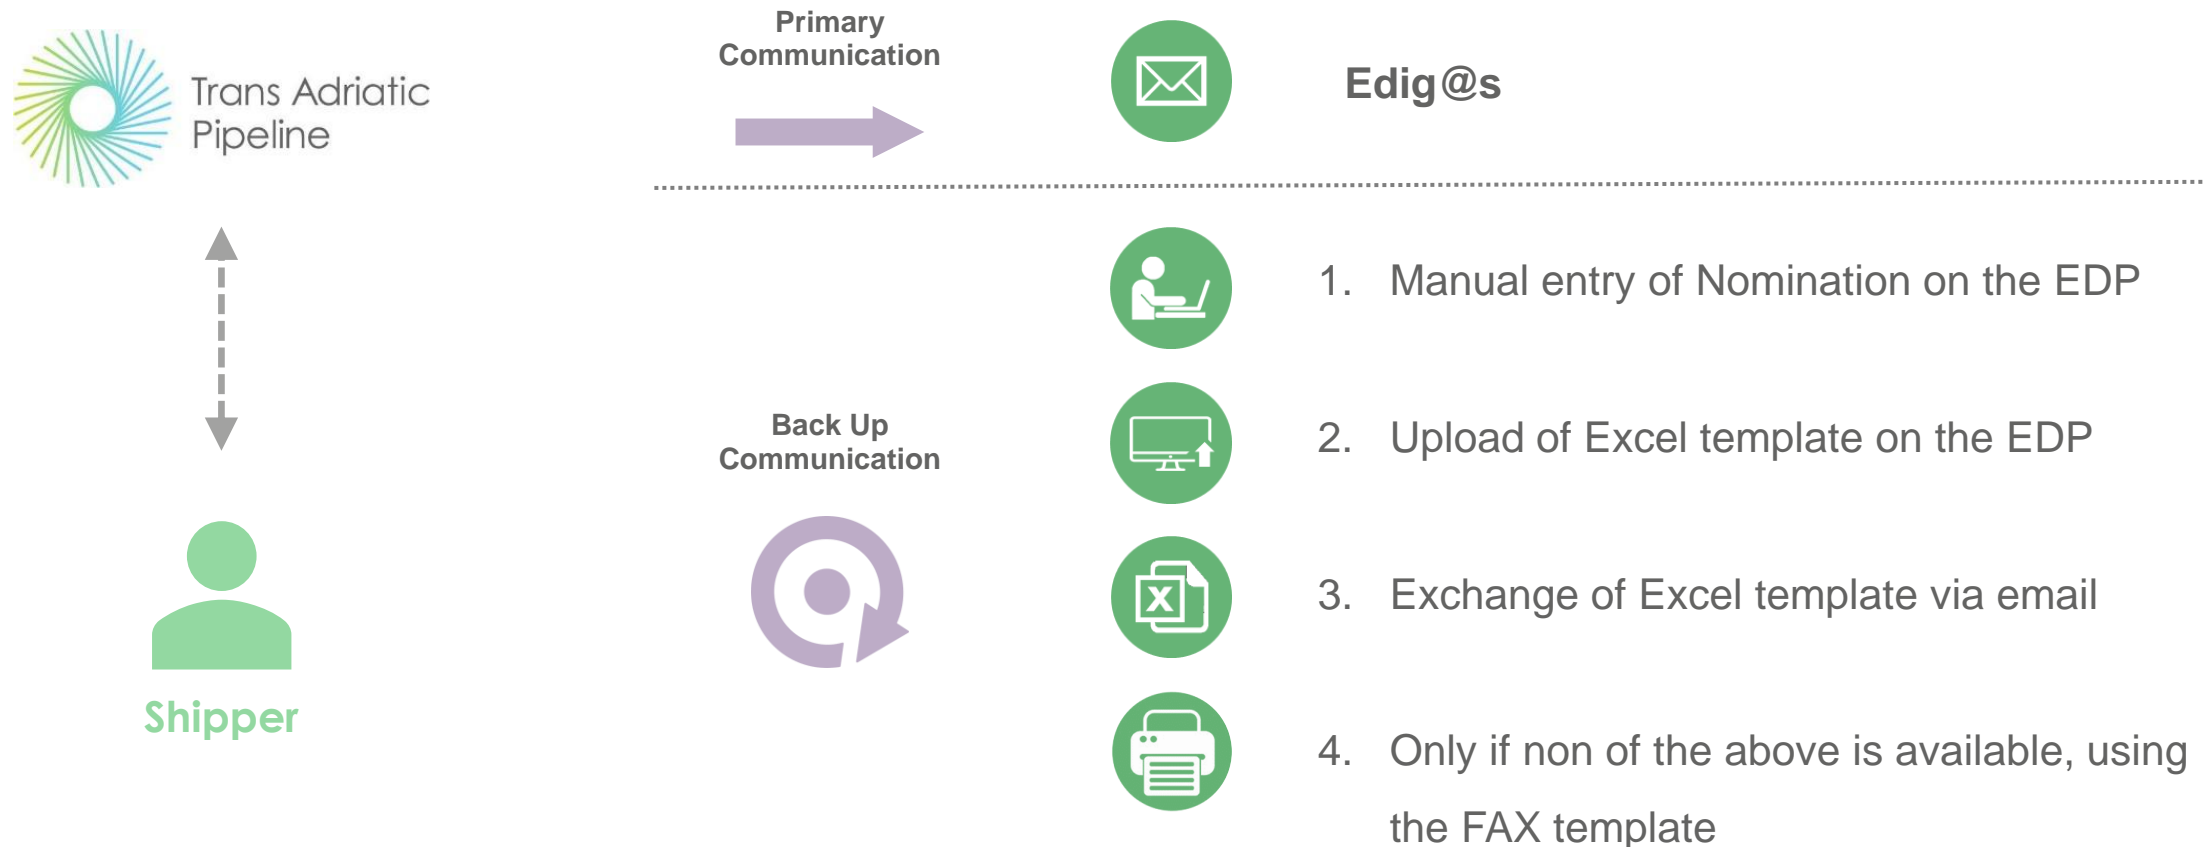 Trans Adriatic
Pipeline
Primary
Communication
Edig@s
1. Manual entry of Nomination on the EDP
2. Upload of Excel template on the EDP
Back Up
Communication
3. Exchange of Excel template via email
X
Shipper
4. Only if non of the above is available, using
the FAX template